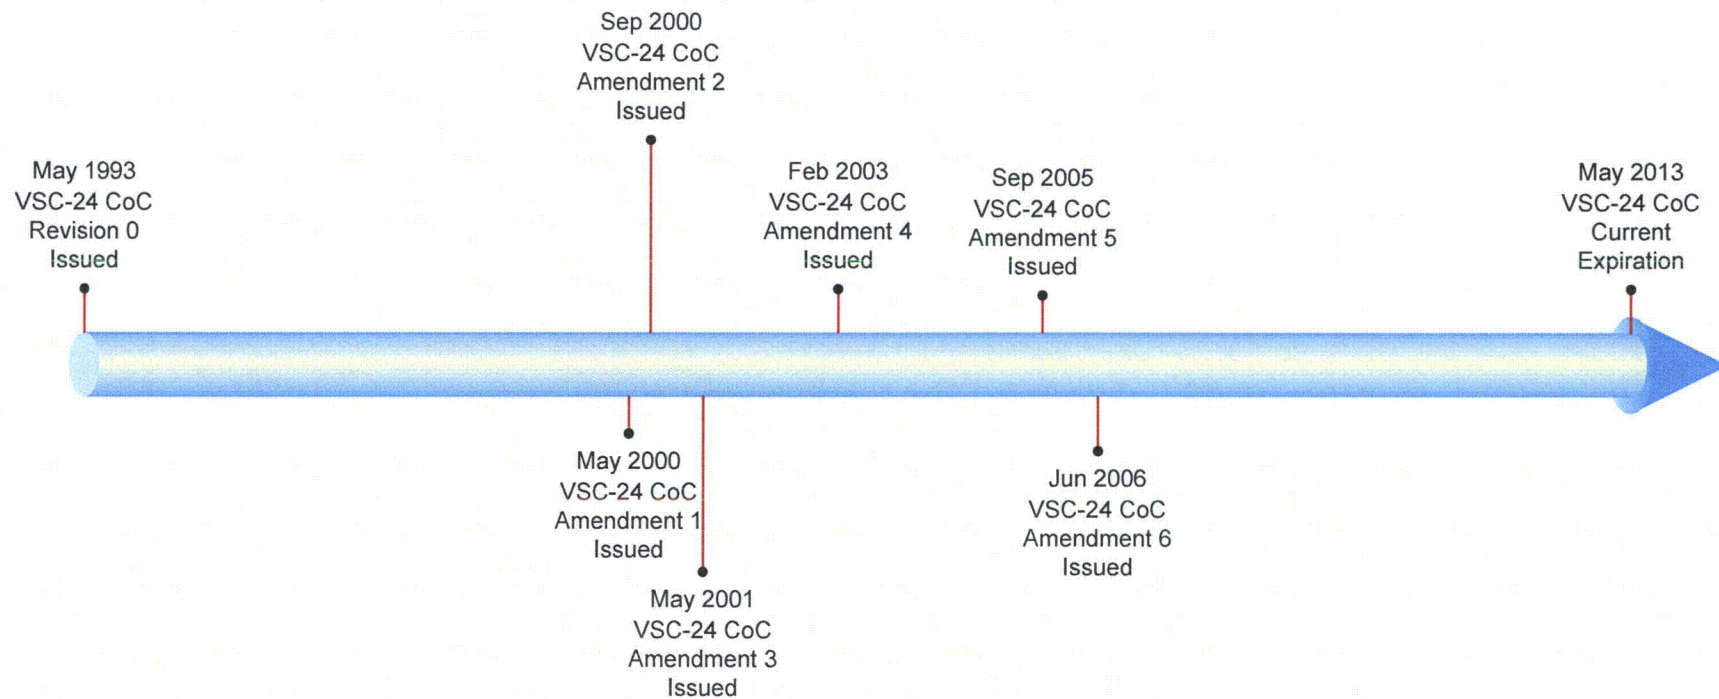 Sep 2000
VSC-24 CoC
Amendment 2
Issued
May 1993
VSC-24 CoC
Revision 0
Issued
Feb 2003
VSC-24 CoC
Amendment 4
Issued
Sep 2005
VSC-24 CoC
Amendment 5
Issued
May 2013
VSC-24 CoC
Current
Expiration
May 2000
VSC-24 CoC
Amendment 1
Issued
May 2001
VSC-24 CoC
Amendment 3
Issued
Jun 2006
VSC-24 CoC
Amendment 6
Issued